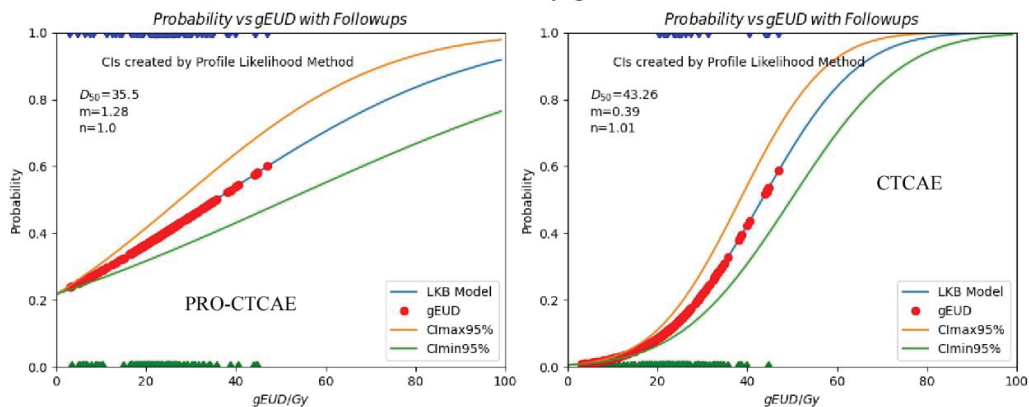 Probability vs gEUD with Followups
CIs created by Profile Likelihood Method
D50=35.5
m=1.28
n=1.0
PRO-CTCAE
LKB Model
gEUD
CImax95%
CImin95%
Probability
1.0
0.8
0.6
0.4
0.2
0.0
0 20 40 60 80 100
gEUD/Gy
Probability vs gEUD with Followups
CIs created by Profile Likelihood Method
D50=43.26
m=0.39
n=1.01
CTCAE
LKB Model
gEUD
CImax95%
CImin95%
Probability
1.0
0.8
0.6
0.4
0.2
0.0
0 20 40 60 80 100
gEUD/Gy